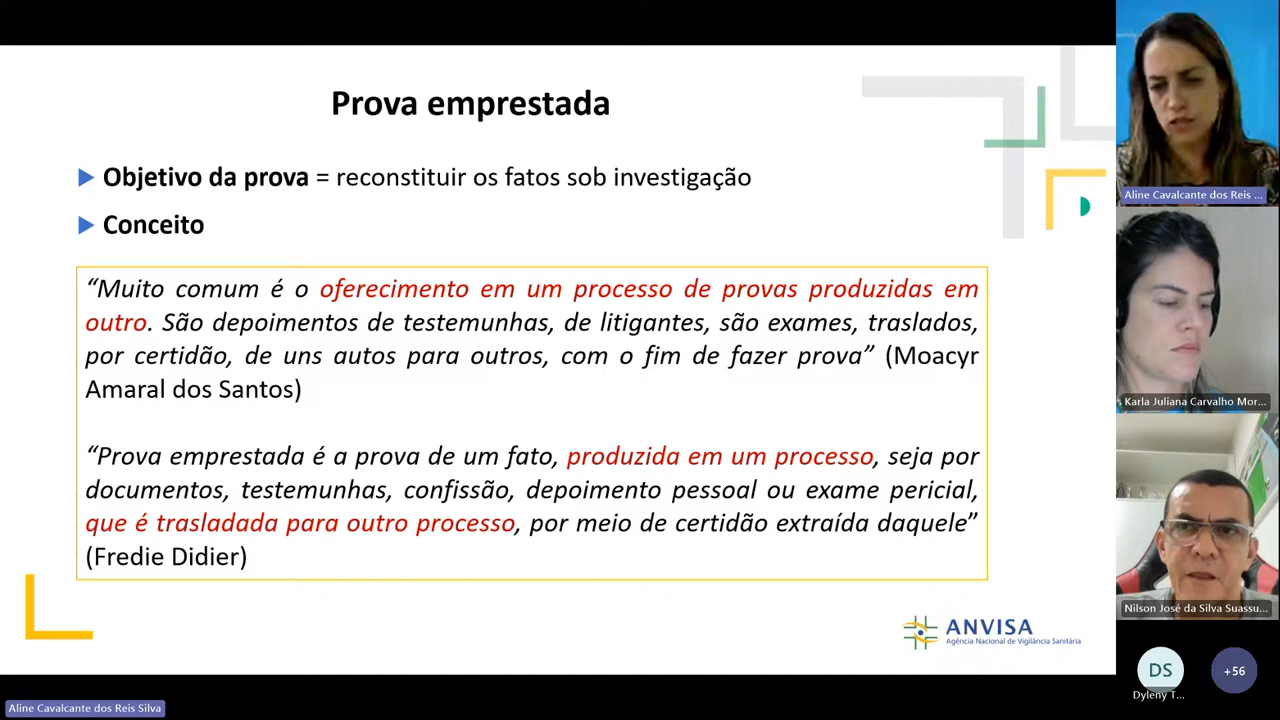 Prova emprestada
Objetivo da prova = reconstituir os fatos sob investigação
Conceito
“Muito comum é o oferecimento em um processo de provas produzidas em
outro. São depoimentos de testemunhas, de litigantes, são exames, traslados,
por certidão, de uns autos para outros, com o fim de fazer prova” (Moacyr
Amaral dos Santos)
“Prova emprestada é a prova de um fato, produzida em um processo, seja por
documentos, testemunhas, confissão, depoimento pessoal ou exame pericial,
que é trasladada para outro processo, por meio de certidão extraída daquele”
(Fredie Didier)
ANVISA
Agência Nacional de Vigilância Sanitária
Aline Cavalcante dos Reis ...
Karla Juliana Carvalho Mor...
Nilson José da Silva Suassu...
DS
Dyleny T...
+56
Aline Cavalcante dos Reis Silva